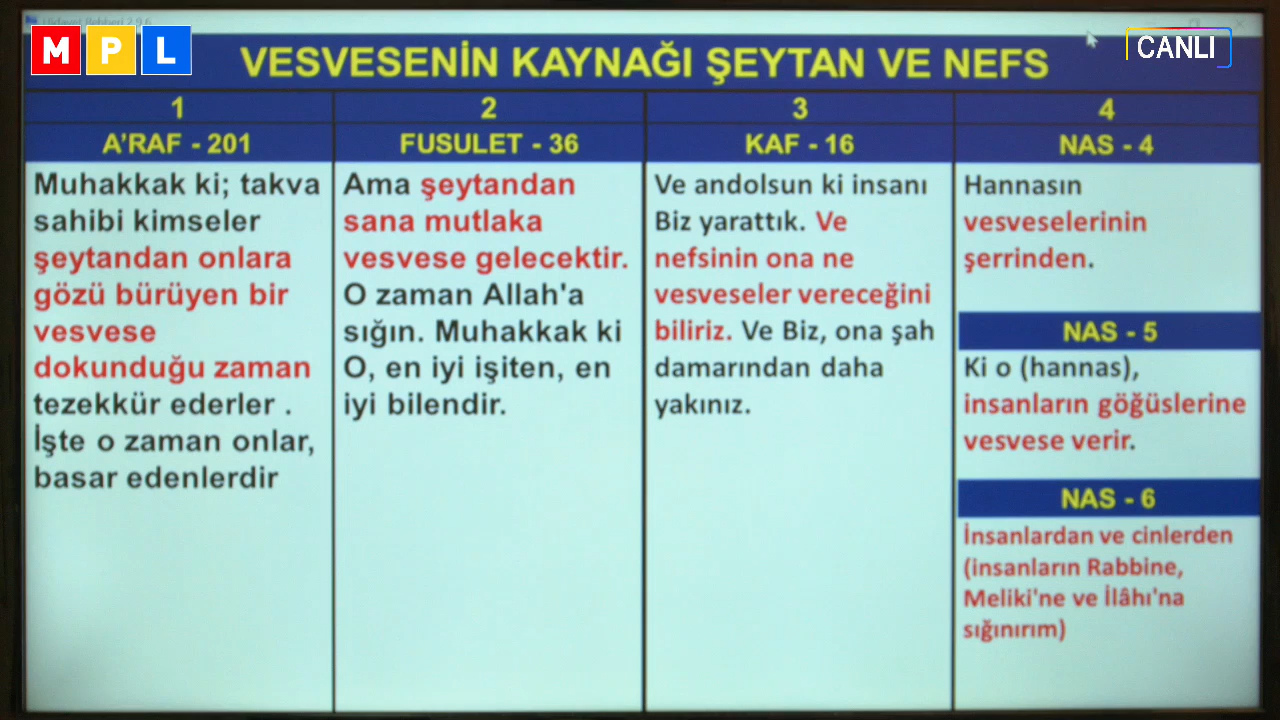 Hidayet Rehberi 2.0.6
MPL
CANLI
VESVESENİN KAYNAĞI ŞEYTAN VE NEFS
1
A'RAF - 201
Muhakkak ki; takva
sahibi kimseler
şeytandan onlara
gözü bürüyen bir
vesvese
dokunduğu zaman
tezekkür ederler .
İşte o zaman onlar,
basar edenlerdir
2
FUSULET - 36
Ama şeytandan
sana mutlaka
vesvese gelecektir.
O zaman Allah'a
sığın. Muhakkak ki
O, en iyi işiten, en
iyi bilendir.
3
KAF - 16
Ve andolsun ki insanı
Biz yarattık. Ve
nefsinin ona ne
vesveseler vereceğini
biliriz. Ve Biz, ona şah
damarından daha
yakınız.
4
NAS - 4
Hannasın
vesveselerinin
şerrinden.
NAS - 5
Ki o (hannas),
insanların göğüslerine
vesvese verir.
NAS - 6
İnsanlardan ve cinlerden
(insanların Rabbine,
Meliki'ne ve İlâhı'na
sığınırım)